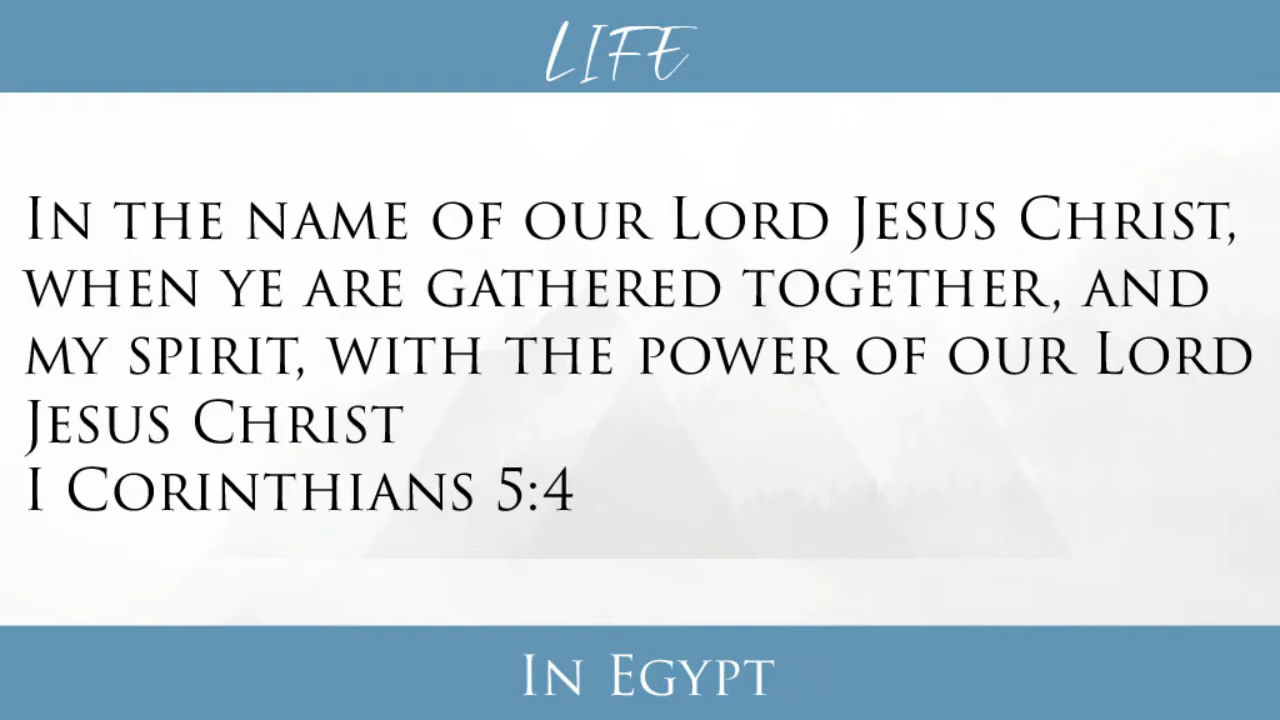 LIFE
In the name of our Lord Jesus Christ,
when ye are gathered together, and
my spirit, with the power of our Lord
Jesus Christ
I Corinthians 5:4
In Egypt